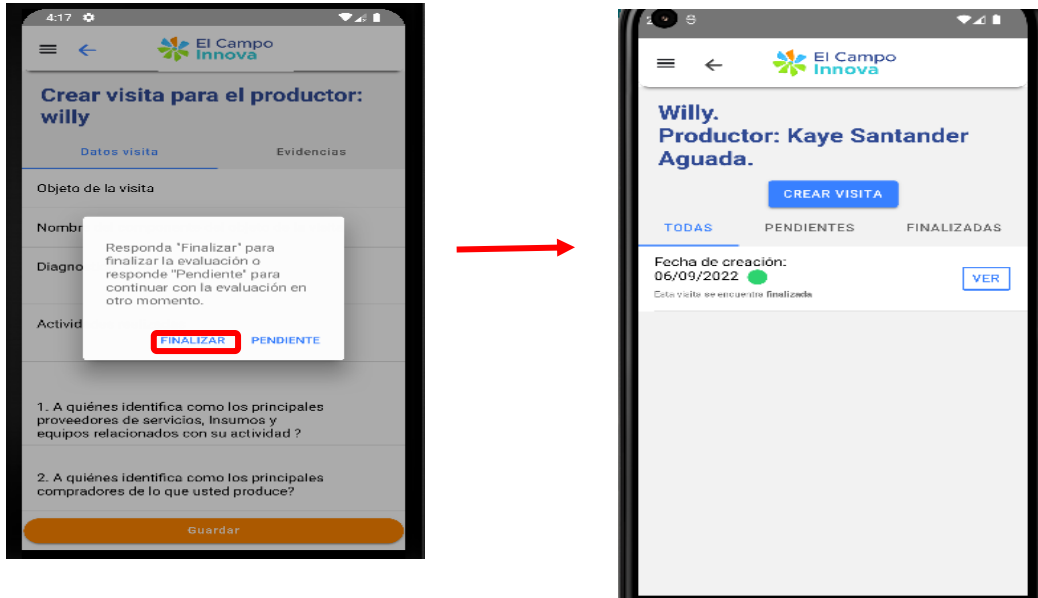 4:17
El Campo
Innova
Crear visita para el productor:
willy
Datos visita
Evidencias
Objeto de la visita
Nombr
Diagno
Activid
Responda "Finalizar" para
finalizar la evaluación o
responde "Pendiente" para
continuar con la evaluación en
otro momento.
FINALIZAR
PENDIENTE
1. A quiénes identifica como los principales
proveedores de servicios, Insumos y
equipos relacionados con su actividad ?
2. A quiénes identifica como los principales
compradores de lo que usted produce?
Guardar
El Campo
Innova
Willy.
Productor: Kaye Santander
Aguada.
CREAR VISITA
TODAS
PENDIENTES
FINALIZADAS
Fecha de creación:
06/09/2022
Esta visita se encuentra finalizada
VER